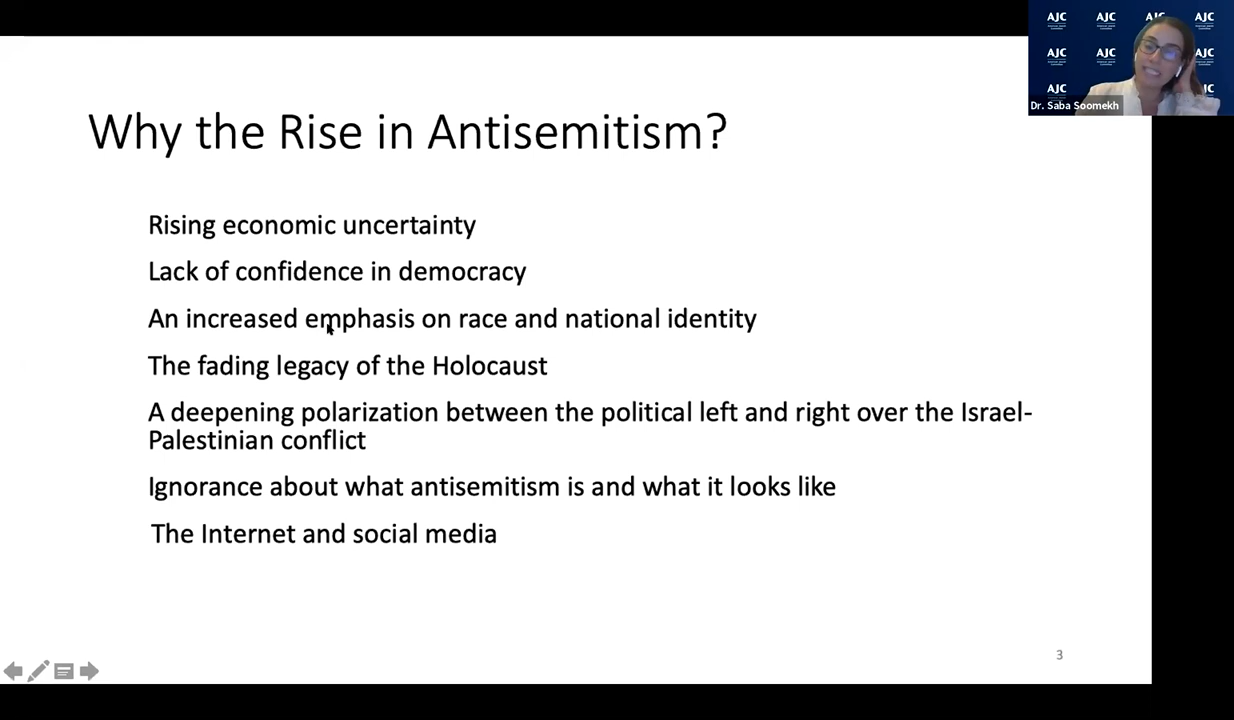 Why the Rise in Antisemitism?
Rising economic uncertainty
Lack of confidence in democracy
An increased emphasis on race and national identity
The fading legacy of the Holocaust
A deepening polarization between the political left and right over the Israel-
Palestinian conflict
Ignorance about what antisemitism is and what it looks like
The Internet and social media
3
AJC AJC AJC AJC
AJC AJC AJC
AJC
Dr. Saba Soomekh